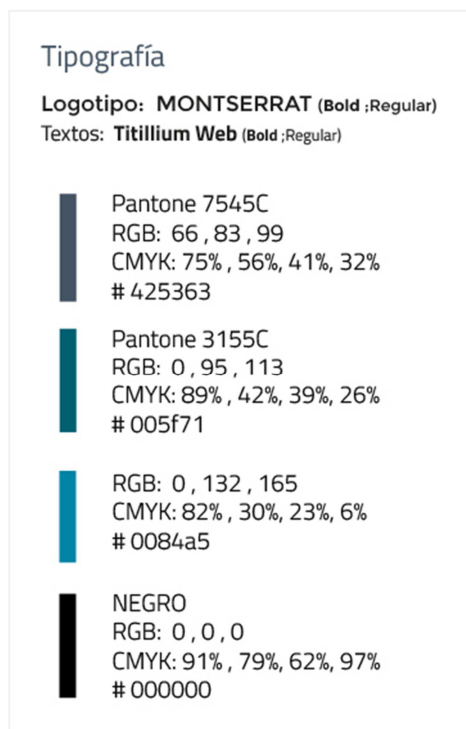 Tipografía
Logotipo: MONTSERRAT (Bold ;Regular)
Textos: Titillium Web (Bold ;Regular)
Pantone 7545C
RGB: 66 , 83 , 99
CMYK: 75% , 56%, 41%, 32%
# 425363
Pantone 3155C
RGB: 0 , 95 , 113
CMYK: 89% , 42%, 39%, 26%
# 005f71
RGB: 0 , 132 , 165
CMYK: 82% , 30%, 23%, 6%
# 0084a5
NEGRO
RGB: 0 , 0 , 0
CMYK: 91% , 79%, 62%, 97%
# 000000